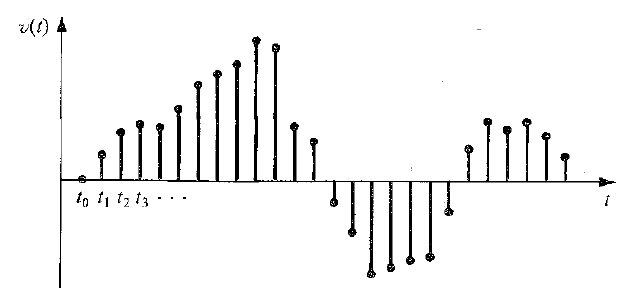 v(t)
t₀ t₁ t₂ t₃ · · ·
t